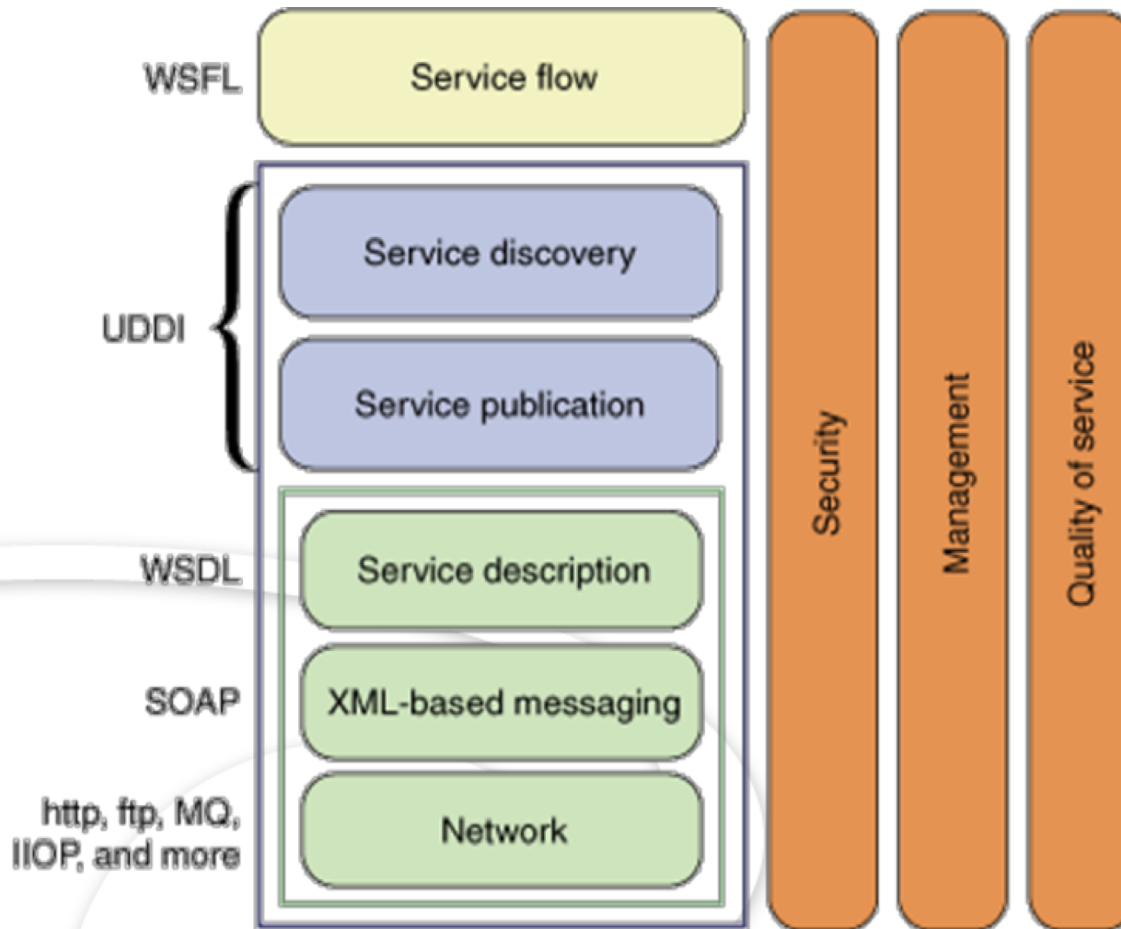 WSFL
Service flow
UDDI
Service discovery
Service publication
WSDL
Service description
SOAP
XML-based messaging
http, ftp, MQ,
IIOP, and more
Network
Security
Management
Quality of service